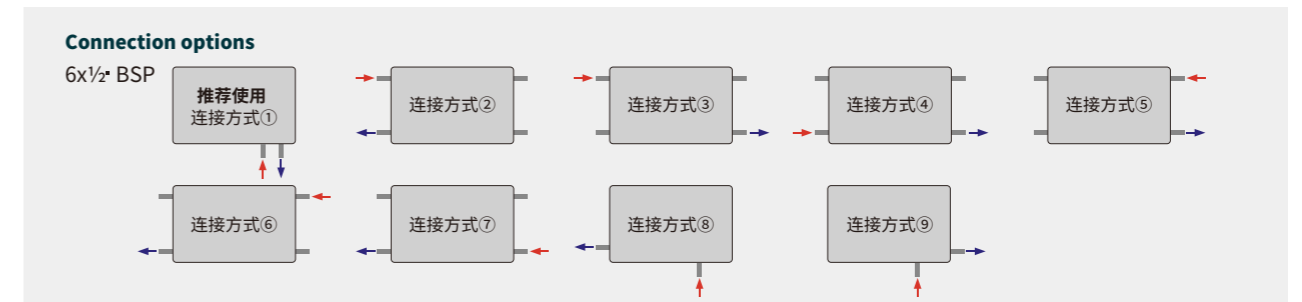 Connection options
6x½" BSP
推荐使用
连接方式①
连接方式②
连接方式③
连接方式④
连接方式⑤
连接方式⑥
连接方式⑦
连接方式⑧
连接方式⑨